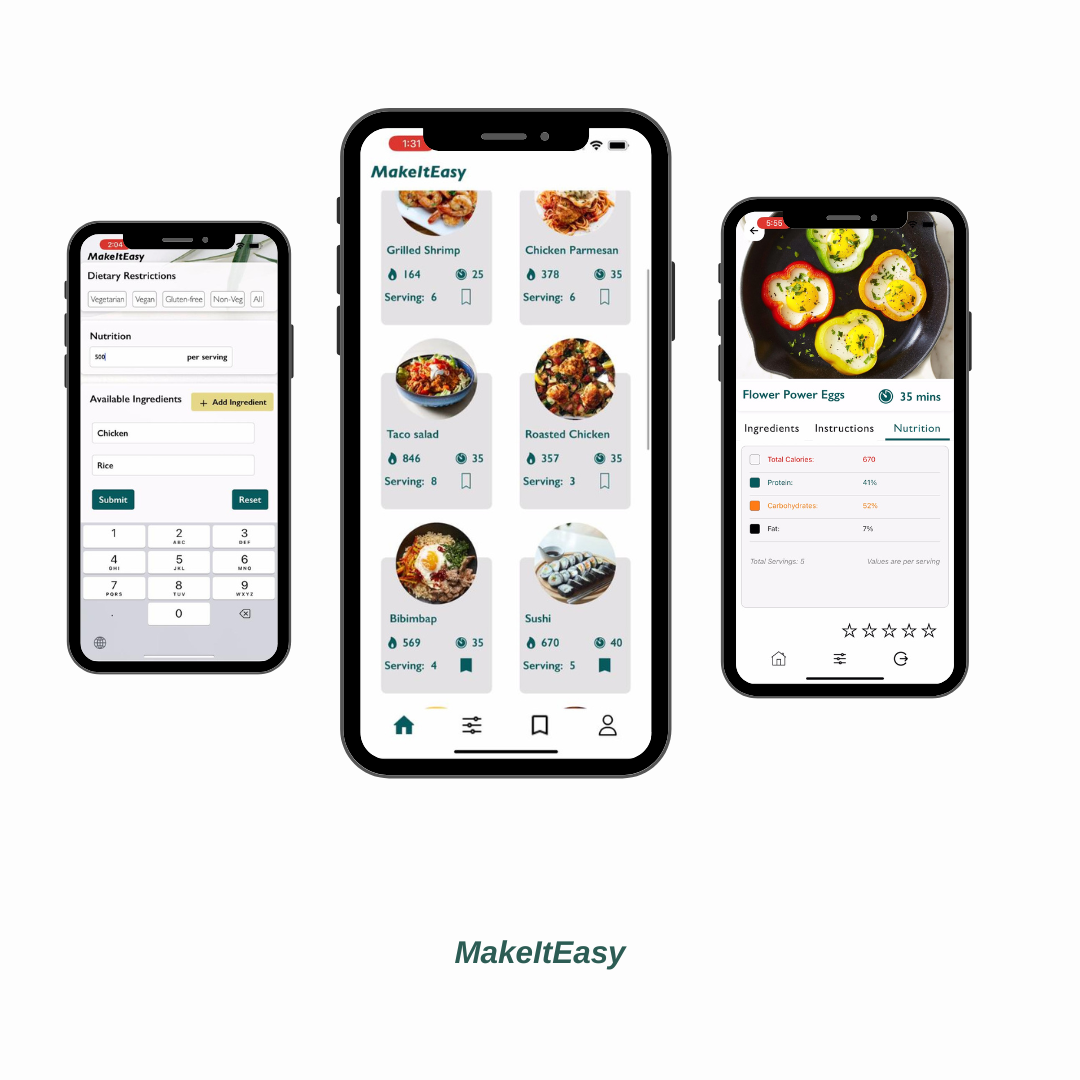 2:04
MakeItEasy
Dietary Restrictions
Vegetarian Vegan Gluten-free Non-Veg All
Nutrition
500 per serving
Available Ingredients + Add Ingredient
Chicken
Rice
Submit Reset
1 2 3
ABC DEF
4 5 6
GHI JKL MNO
7 8 9
PQRS TUV WXYZ
. 0
1:31
MakeItEasy
Grilled Shrimp Chicken Parmesan
164 25 378 35
Serving: 6 Serving: 6
Taco salad Roasted Chicken
846 35 357 35
Serving: 8 Serving: 3
Bibimbap Sushi
569 35 670 40
Serving: 4 Serving: 5
5:56
Flower Power Eggs 35 mins
Ingredients Instructions Nutrition
Total Calories: 670
Protein: 41%
Carbohydrates: 52%
Fat: 7%
Total Servings: 5 Values are per serving
MakeItEasy